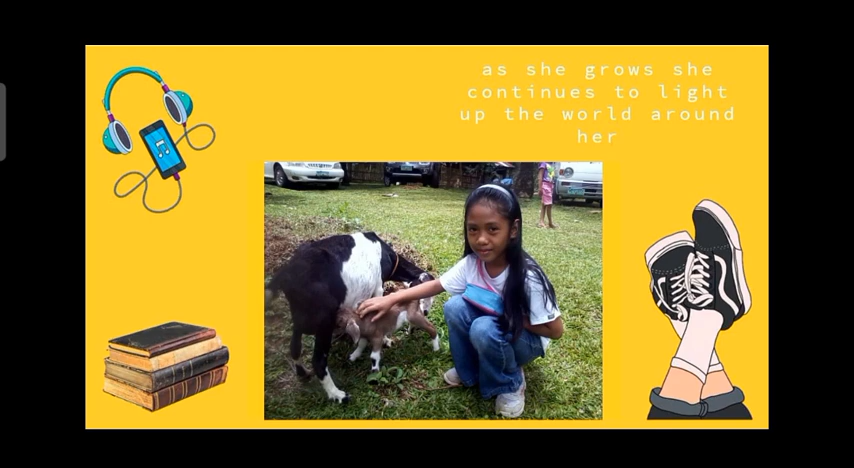 as she grows she
continues to light
up the world around
her